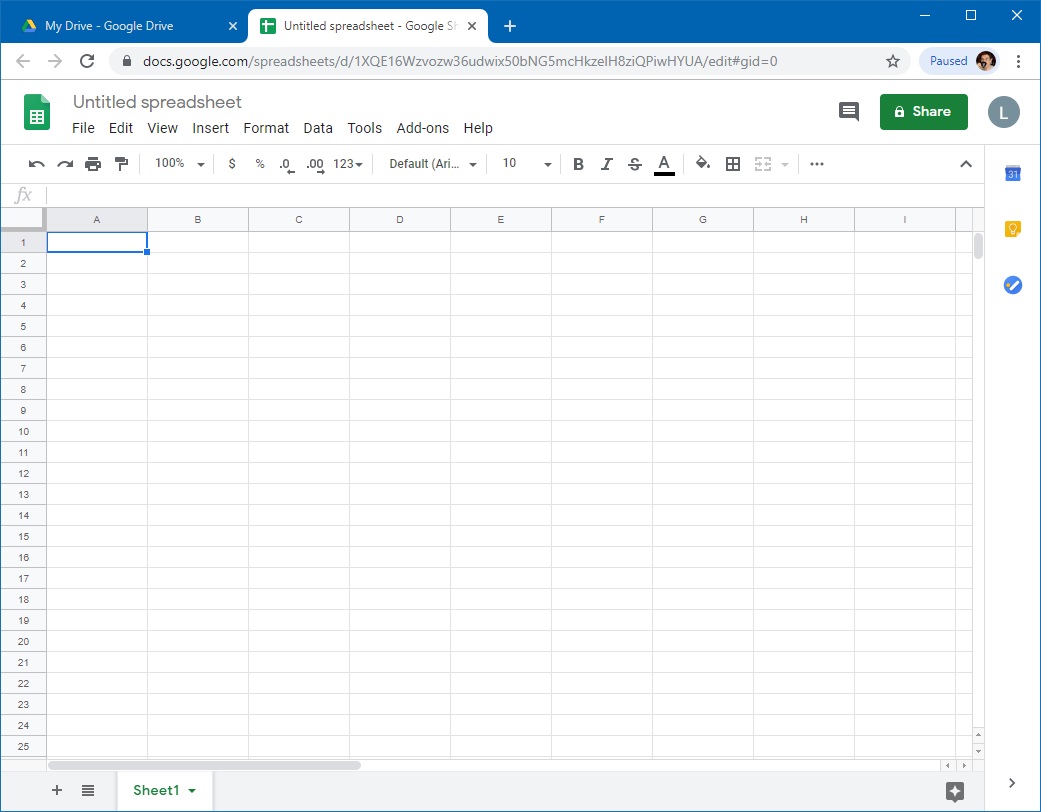 My Drive - Google Drive
Untitled spreadsheet - Google Sh
docs.google.com/spreadsheets/d/1XQE16Wzvozw36udwix50bNG5mcHkzeIH8ziQPiwHYUA/edit#gid=0
Paused
Untitled spreadsheet
File Edit View Insert Format Data Tools Add-ons Help
Share
L
100% $ % .0 .00 123 Default (Ari... 10 B I S A
31
fx
A B C D E F G H I
1
2
3
4
5
6
7
8
9
10
11
12
13
14
15
16
17
18
19
20
21
22
23
24
25
Sheet1